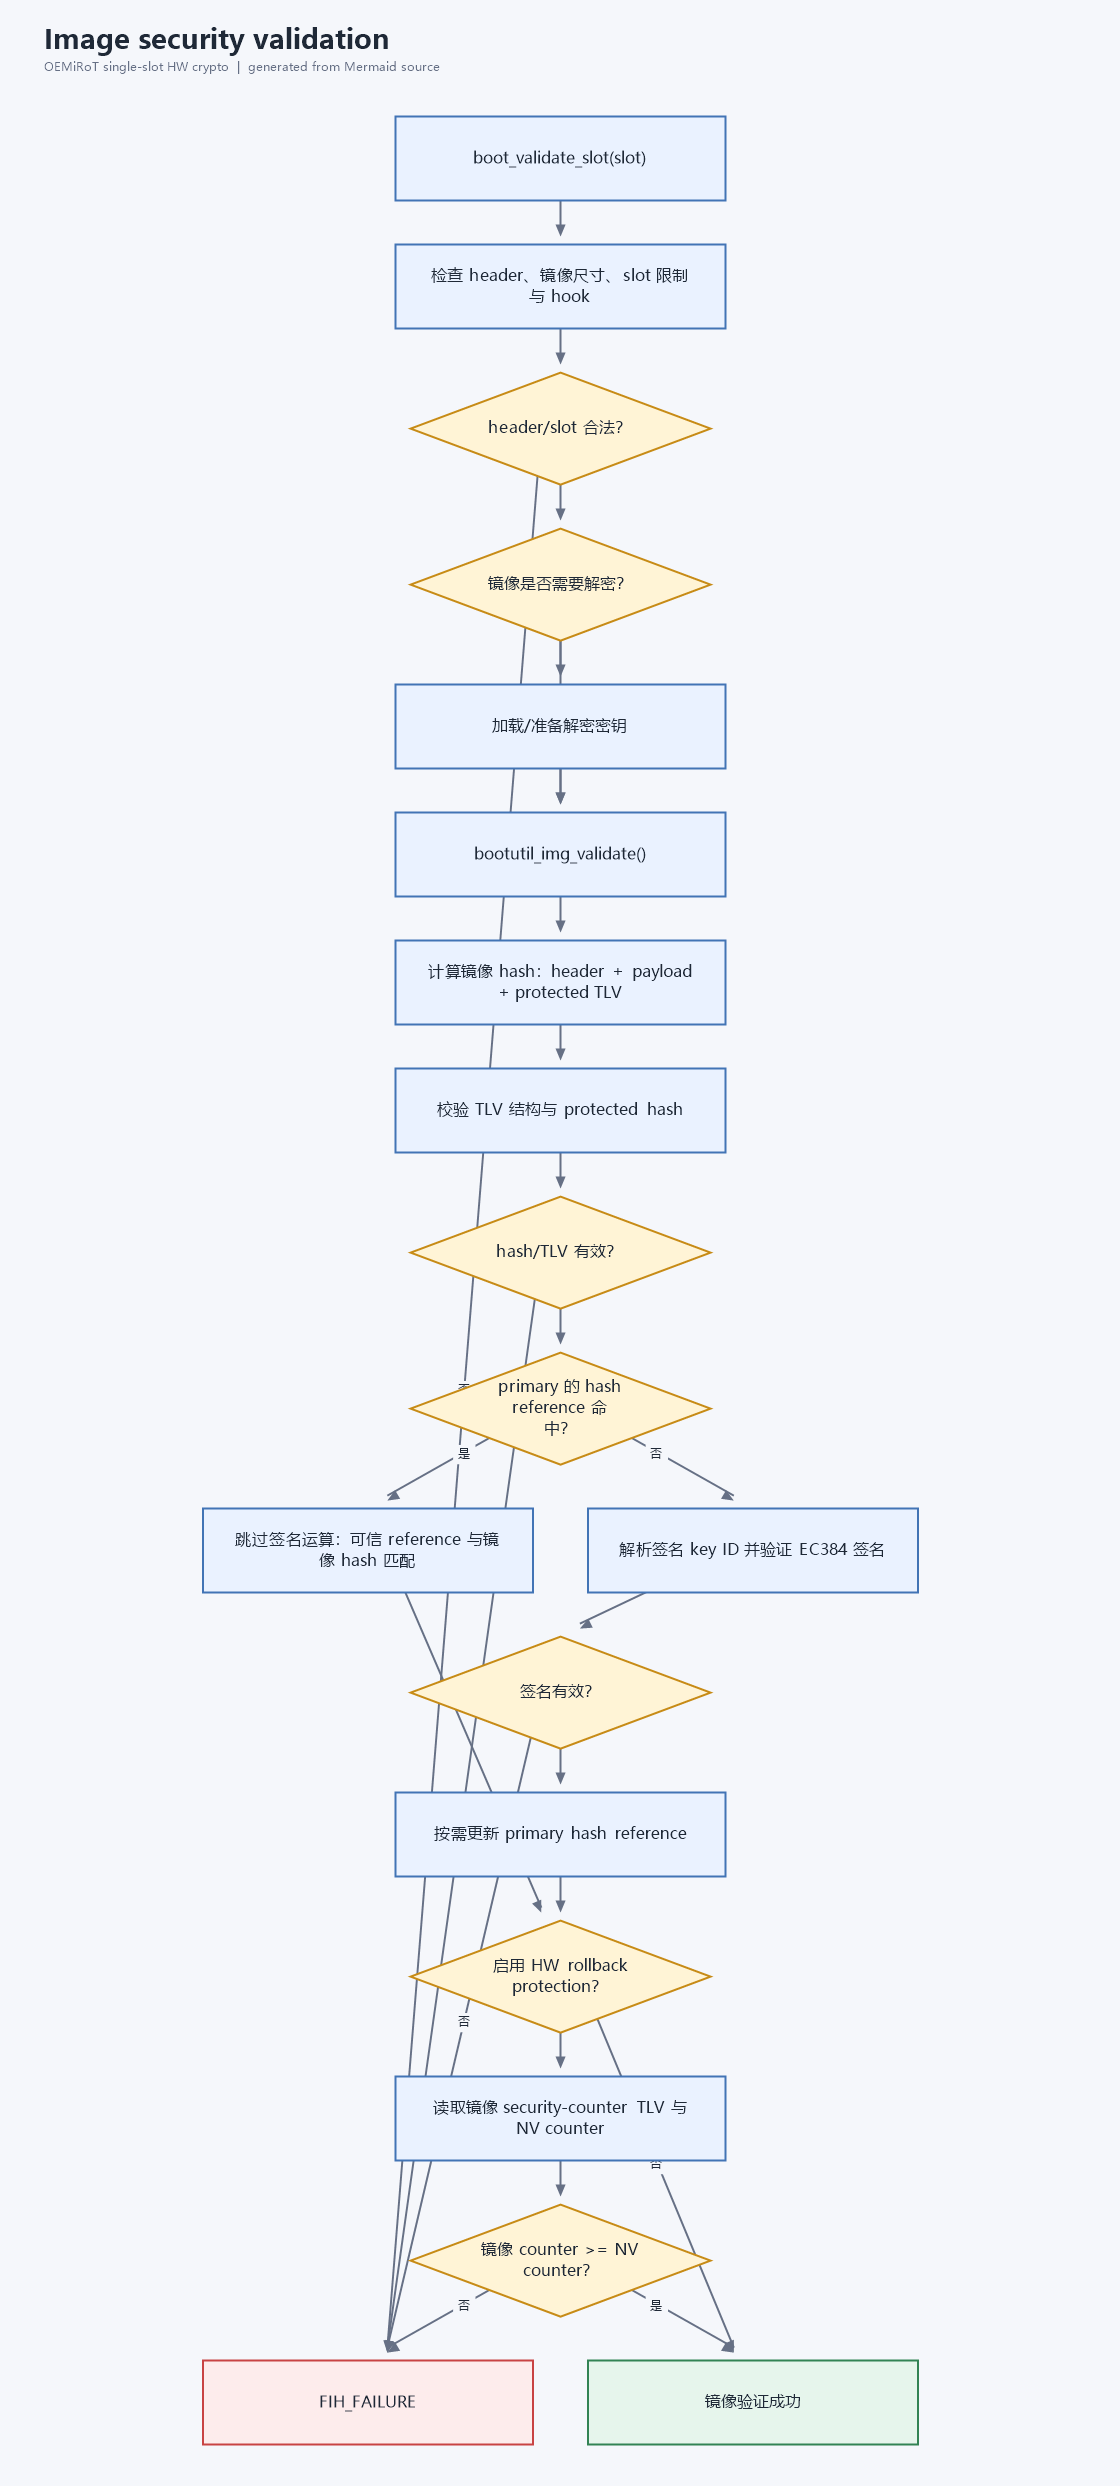 Image security validation
OEMiRoT single-slot HW crypto | generated from Mermaid source
boot_validate_slot(slot)
检查 header、镜像尺寸、slot 限制
与 hook
header/slot 合法?
镜像是否需要解密?
加载/准备解密密钥
bootutil_img_validate()
计算镜像 hash：header + payload
+ protected TLV
校验 TLV 结构与 protected hash
hash/TLV 有效?
primary 的 hash
reference 命
中?
是
否
跳过签名运算：可信 reference 与镜
像 hash 匹配
解析签名 key ID 并验证 EC384 签名
签名有效?
按需更新 primary hash reference
启用 HW rollback
protection?
否
读取镜像 security-counter TLV 与
NV counter
否
镜像 counter >= NV
counter?
否
是
FIH_FAILURE
镜像验证成功